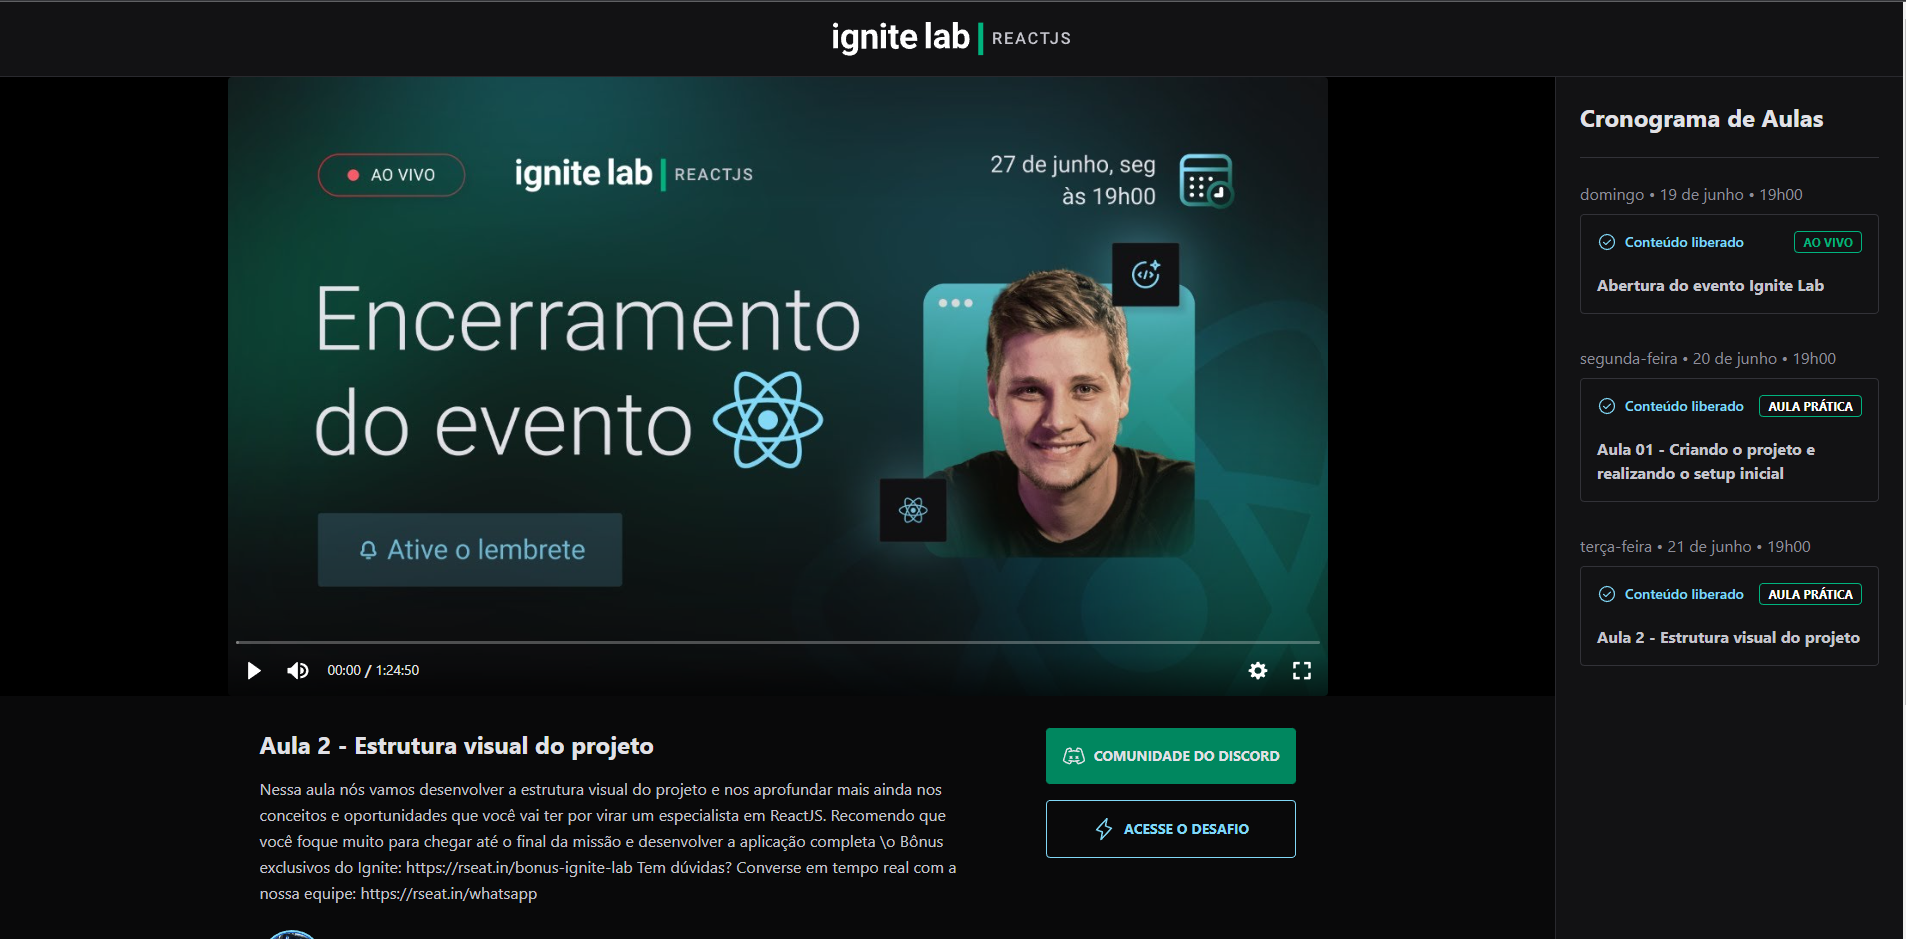 ignite lab | REACTJS
AO VIVO
ignite lab | REACTJS
27 de junho, seg
às 19h00
Encerramento
do evento
Ative o lembrete
00:00 / 1:24:50
Aula 2 - Estrutura visual do projeto
Nessa aula nós vamos desenvolver a estrutura visual do projeto e nos aprofundar mais ainda nos
conceitos e oportunidades que você vai ter por virar um especialista em ReactJS. Recomendo que
você foque muito para chegar até o final da missão e desenvolver a aplicação completa \o Bônus
exclusivos do Ignite: https://rseat.in/bonus-ignite-lab Tem dúvidas? Converse em tempo real com a
nossa equipe: https://rseat.in/whatsapp
COMUNIDADE DO DISCORD
ACESSE O DESAFIO
Cronograma de Aulas
domingo • 19 de junho • 19h00
Conteúdo liberado AO VIVO
Abertura do evento Ignite Lab
segunda-feira • 20 de junho • 19h00
Conteúdo liberado AULA PRÁTICA
Aula 01 - Criando o projeto e
realizando o setup inicial
terça-feira • 21 de junho • 19h00
Conteúdo liberado AULA PRÁTICA
Aula 2 - Estrutura visual do projeto